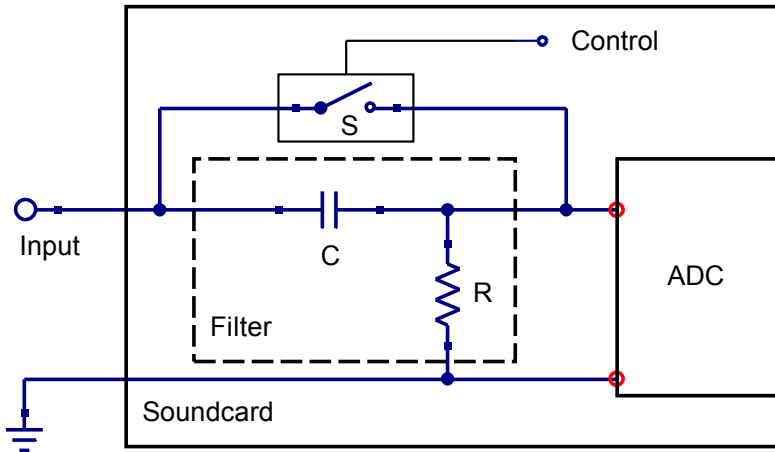 Control
S
Input
C
R
ADC
Filter
Soundcard